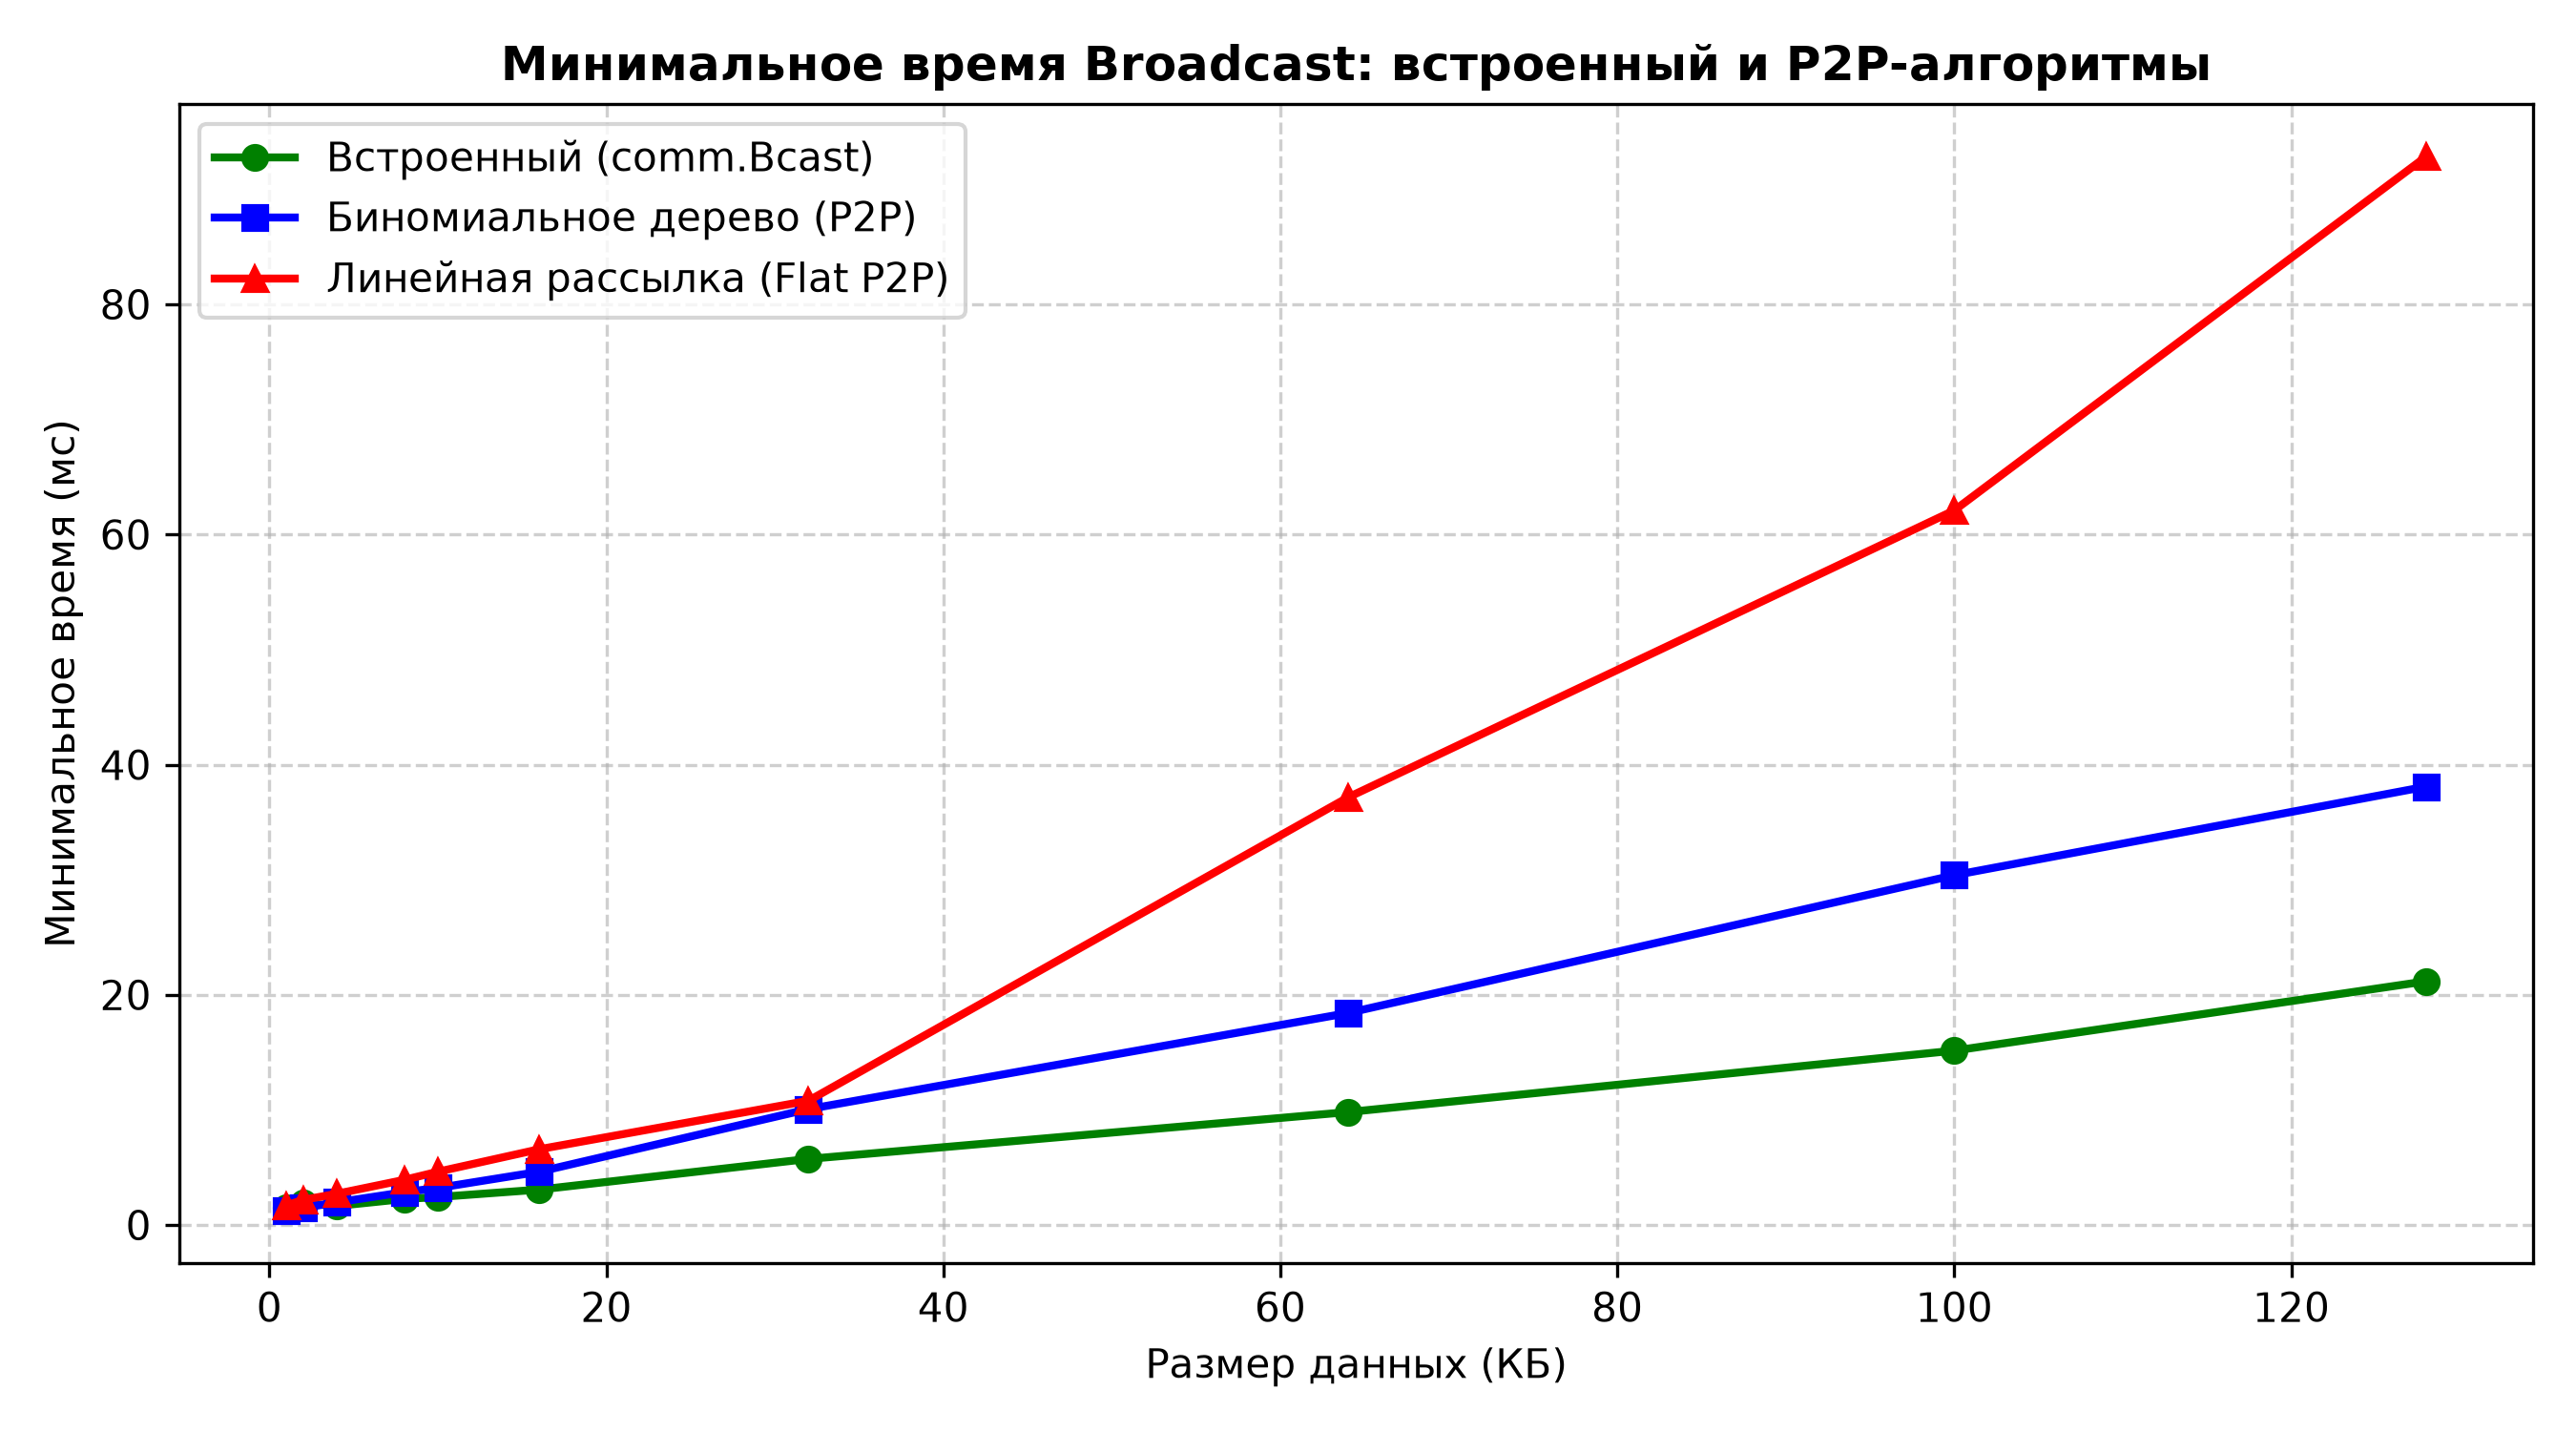 Минимальное время Broadcast: встроенный и P2P-алгоритмы
Встроенный (comm.Bcast)
Биномиальное дерево (P2P)
Линейная рассылка (Flat P2P)
Минимальное время (мс)
80
60
40
20
0
0 20 40 60 80 100 120
Размер данных (КБ)